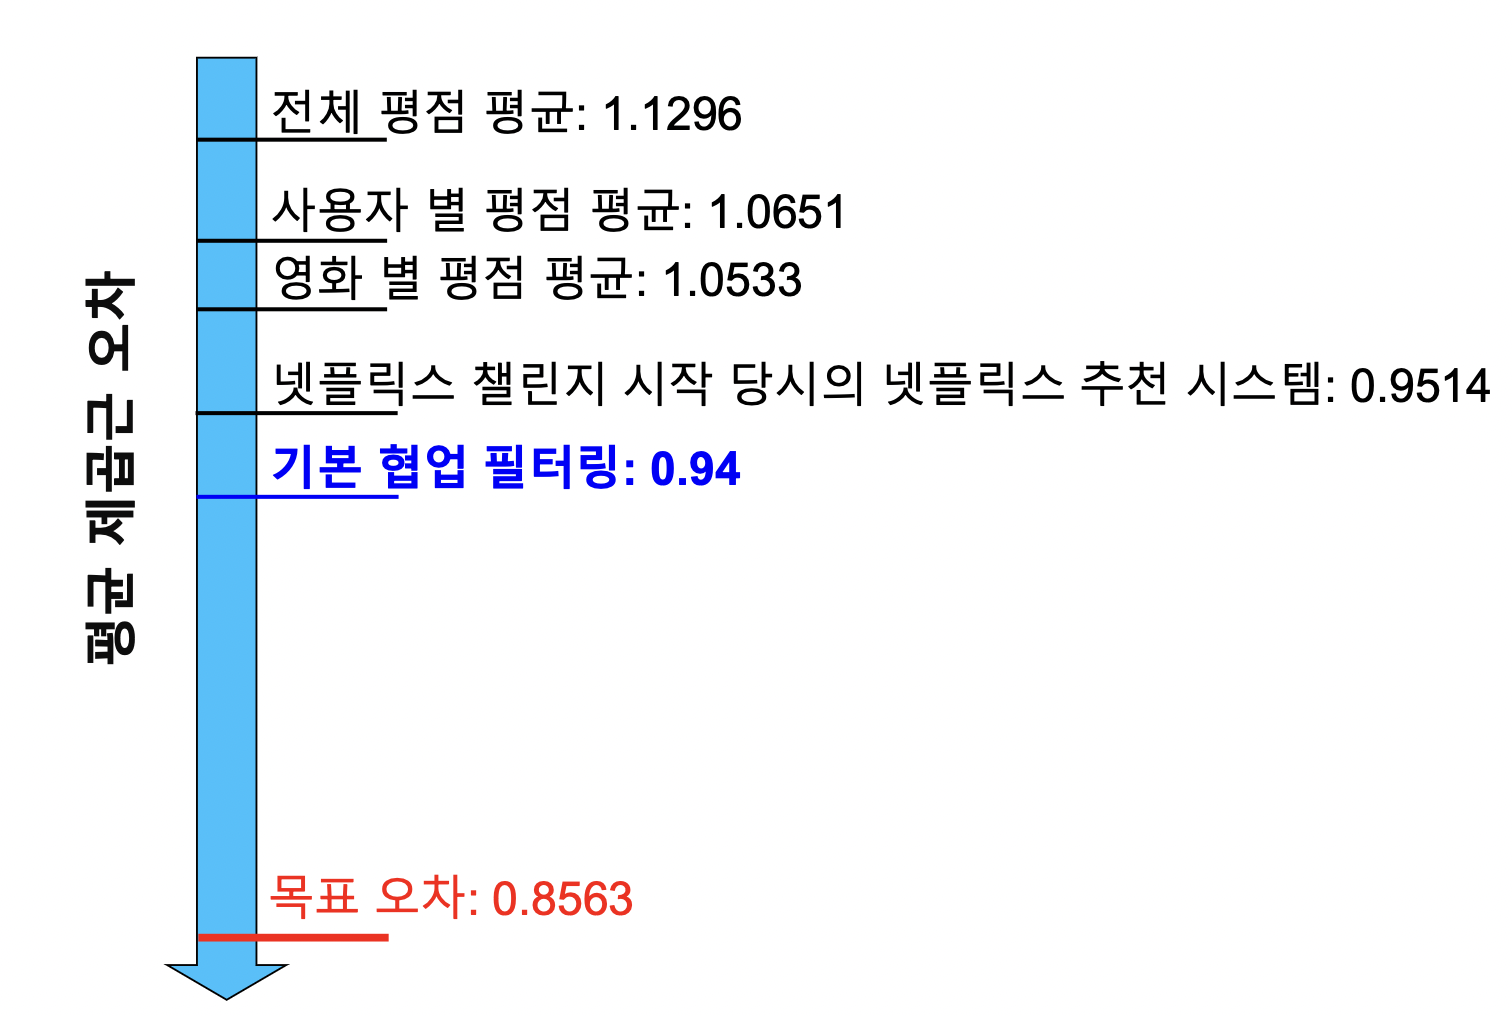 평균 제곱근 오차
전체 평점 평균: 1.1296
사용자 별 평점 평균: 1.0651
영화 별 평점 평균: 1.0533
넷플릭스 챌린지 시작 당시의 넷플릭스 추천 시스템: 0.9514
기본 협업 필터링: 0.94
목표 오차: 0.8563